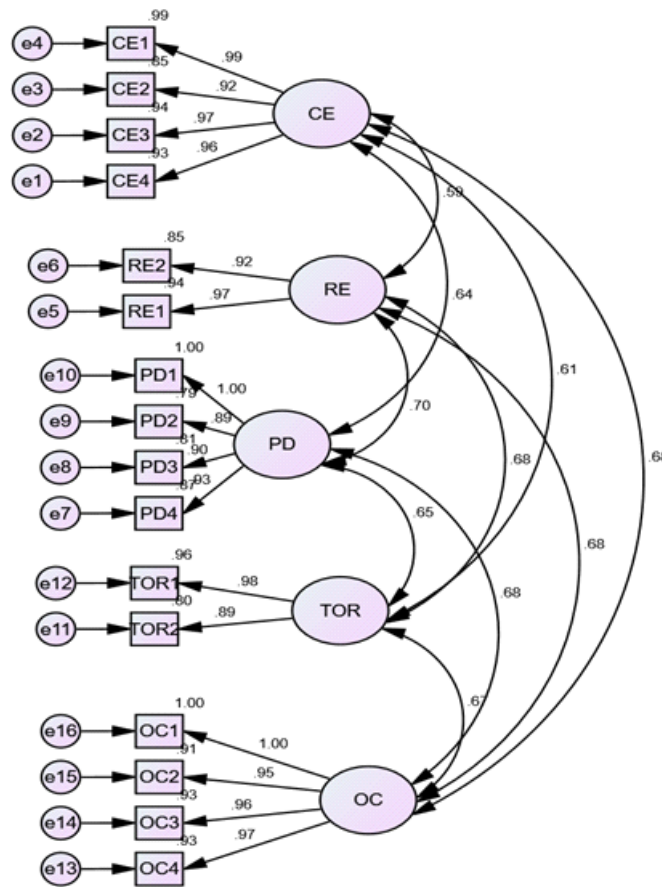 .99
e4 CE1 .99
.85
e3 CE2 .92
CE
.94
e2 CE3 .97
.93
e1 CE4 .96
.59
.85
e6 RE2 .92
RE
.94
e5 RE1 .97
.64
.61
1.00
e10 PD1 1.00
.70
.79
e9 PD2 .89
PD
.81
e8 PD3 .90
.68
.68
.87
e7 PD4 .93
.65
.96
e12 TOR1 .98
.68
.80
e11 TOR2 .89
TOR
.68
.67
1.00
e16 OC1 1.00
.91
e15 OC2 .95
OC
.93
e14 OC3 .96
.93
e13 OC4 .97